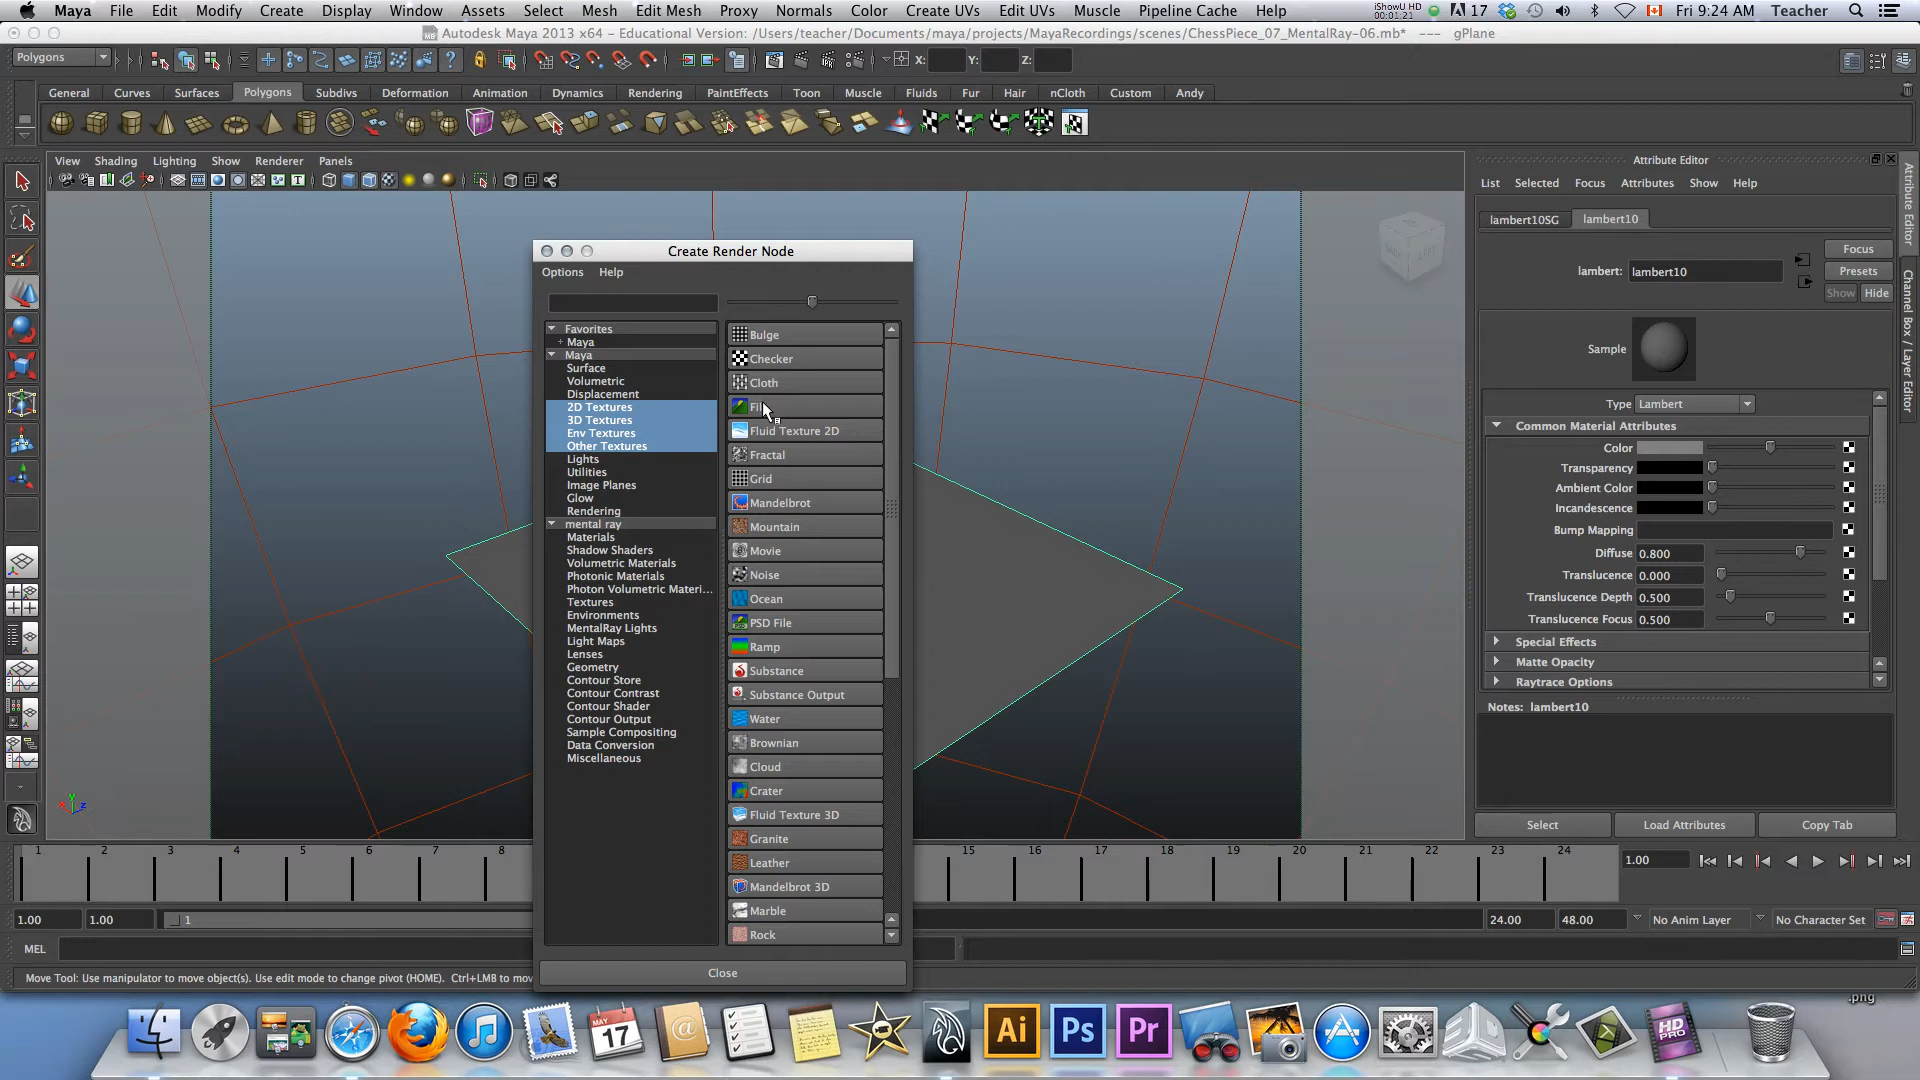 Maya File Edit Modify Create Display Window Assets Select Mesh Edit Mesh Proxy Normals Color Create UVs Edit UVs Muscle Pipeline Cache Help iShowU HD 00:01:21 17 Fri 9:24 AM Teacher
Autodesk Maya 2013 x64 - Educational Version: /Users/teacher/Documents/maya/projects/MayaRecordings/scenes/ChessPiece_07_MentalRay-06.mb* --- gPlane
Polygons X: Y: Z:
General Curves Surfaces Polygons Subdivs Deformation Animation Dynamics Rendering PaintEffects Toon Muscle Fluids Fur Hair nCloth Custom Andy
View Shading Lighting Show Renderer Panels
Attribute Editor
List Selected Focus Attributes Show Help
lambert10SG lambert10
Focus
lambert: lambert10 Presets
Show Hide
Sample
Type Lambert
Common Material Attributes
Color
Transparency
Ambient Color
Incandescence
Bump Mapping
Diffuse 0.800
Translucence 0.000
Translucence Depth 0.500
Translucence Focus 0.500
Special Effects
Matte Opacity
Raytrace Options
Notes: lambert10
Select Load Attributes Copy Tab
Attribute Editor
Channel Box / Layer Editor
Create Render Node
Options Help
Favorites
+ Maya
Maya
Surface
Volumetric
Displacement
2D Textures
3D Textures
Env Textures
Other Textures
Lights
Utilities
Image Planes
Glow
Rendering
mental ray
Materials
Shadow Shaders
Volumetric Materials
Photonic Materials
Photon Volumetric Materi...
Textures
Environments
MentalRay Lights
Light Maps
Lenses
Geometry
Contour Store
Contour Contrast
Contour Shader
Contour Output
Sample Compositing
Data Conversion
Miscellaneous
Bulge
Checker
Cloth
Fluid Texture 2D
Fractal
Grid
Mandelbrot
Mountain
Movie
Noise
Ocean
PSD File
Ramp
Substance
Substance Output
Water
Brownian
Cloud
Crater
Fluid Texture 3D
Granite
Leather
Mandelbrot 3D
Marble
Rock
Close
1 2 3 4 5 6 7 8 15 16 17 18 19 20 21 22 23 24 1.00
1.00 1.00 1 24.00 48.00 No Anim Layer No Character Set
MEL
Move Tool: Use manipulator to move object(s). Use edit mode to change pivot (HOME). Ctrl+LMB to mov
.png
MAY 17 Ai Ps Pr HD PRO